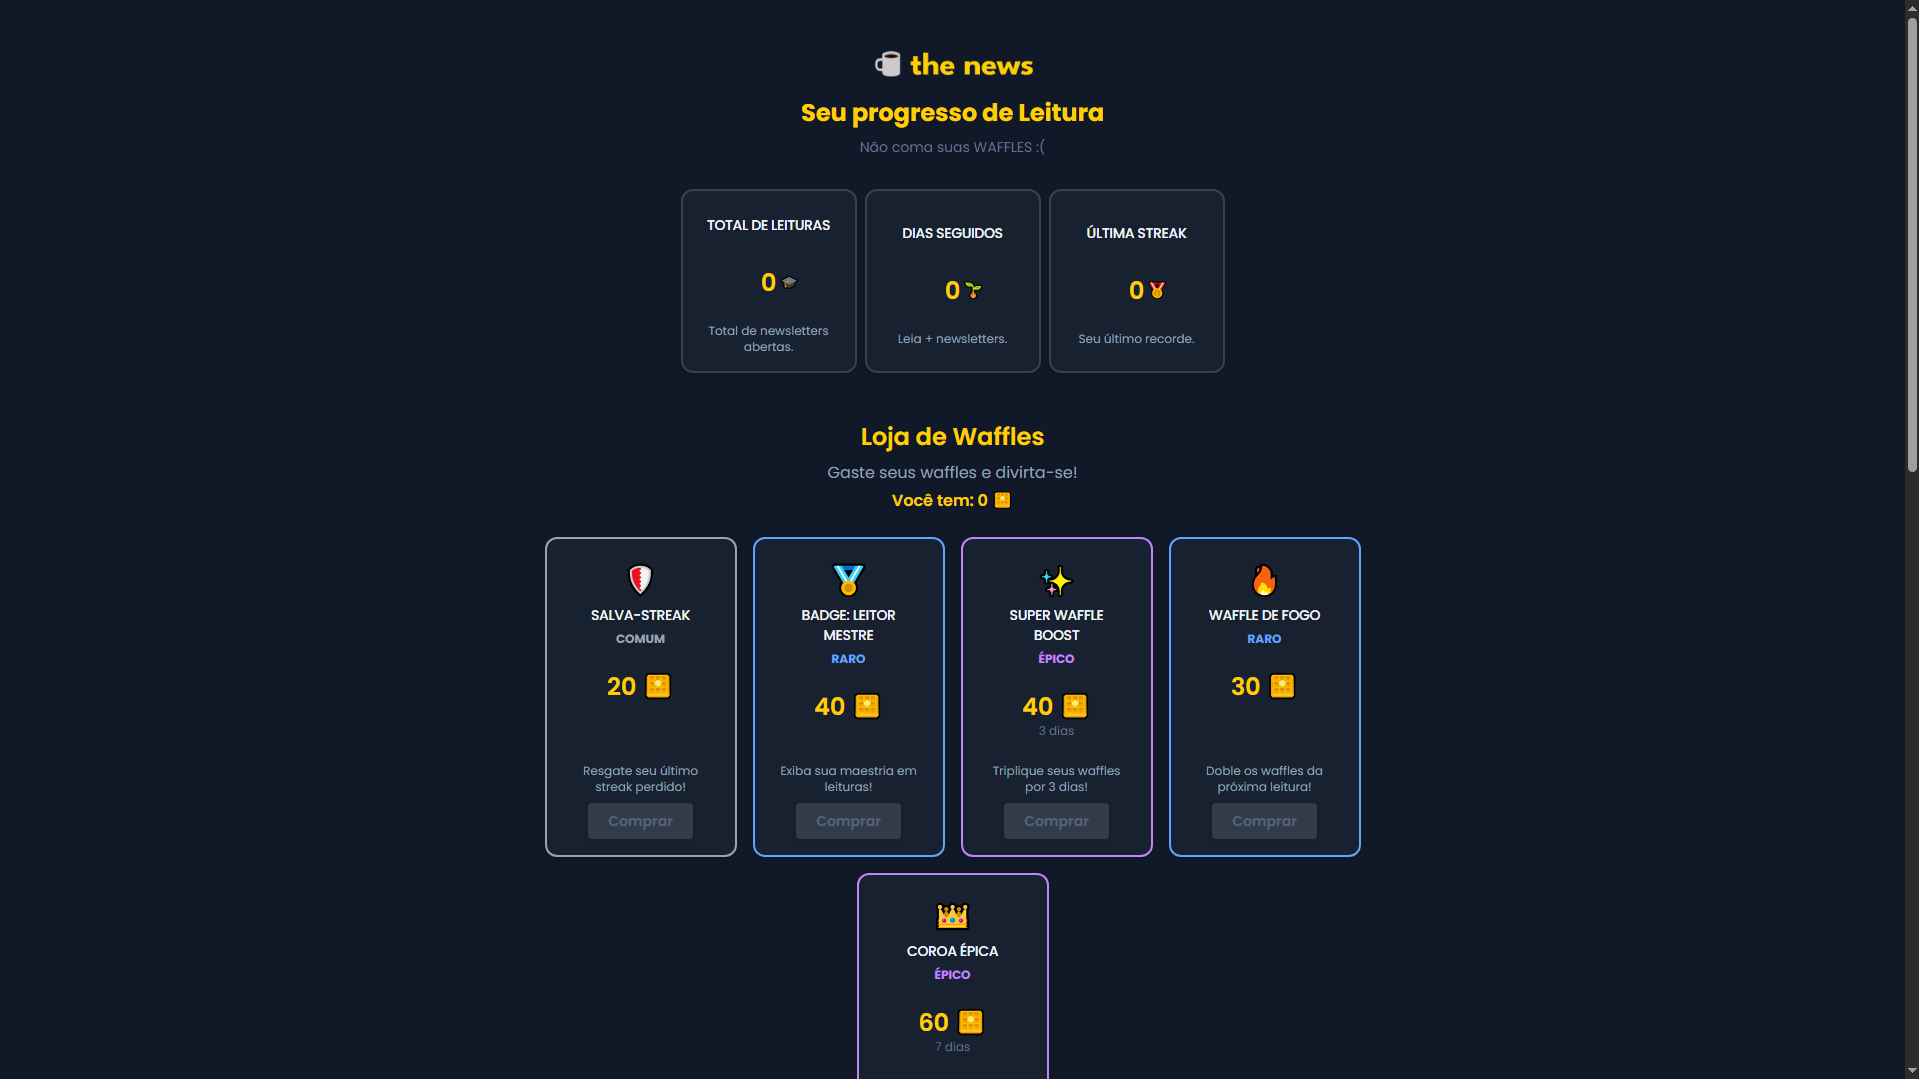 the news
Seu progresso de Leitura
Não coma suas WAFFLES :(
TOTAL DE LEITURAS
0
Total de newsletters
abertas.
DIAS SEGUIDOS
0
Leia + newsletters.
ÚLTIMA STREAK
0
Seu último recorde.
Loja de Waffles
Gaste seus waffles e divirta-se!
Você tem: 0
SALVA-STREAK
COMUM
20
Resgate seu último
streak perdido!
Comprar
BADGE: LEITOR
MESTRE
RARO
40
Exiba sua maestria em
leituras!
Comprar
SUPER WAFFLE
BOOST
ÉPICO
40
3 dias
Triplique seus waffles
por 3 dias!
Comprar
WAFFLE DE FOGO
RARO
30
Doble os waffles da
próxima leitura!
Comprar
COROA ÉPICA
ÉPICO
60
7 dias